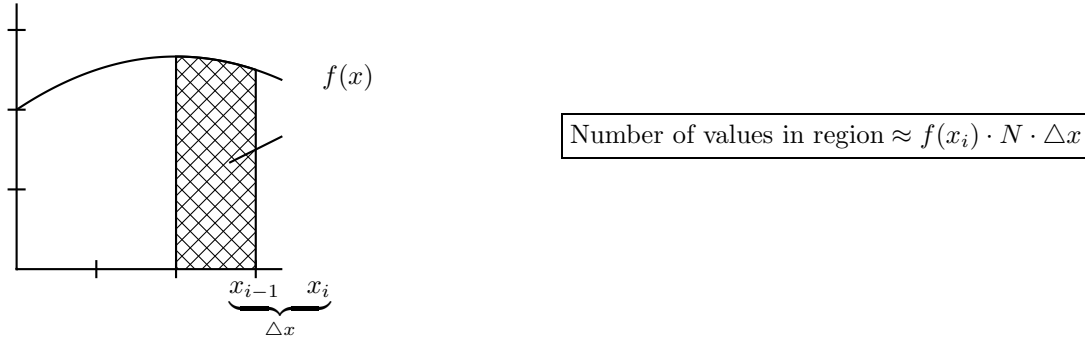 f(x)
Number of values in region ≈ f(x_i) · N · △x
x_{i−1} x_i
△x